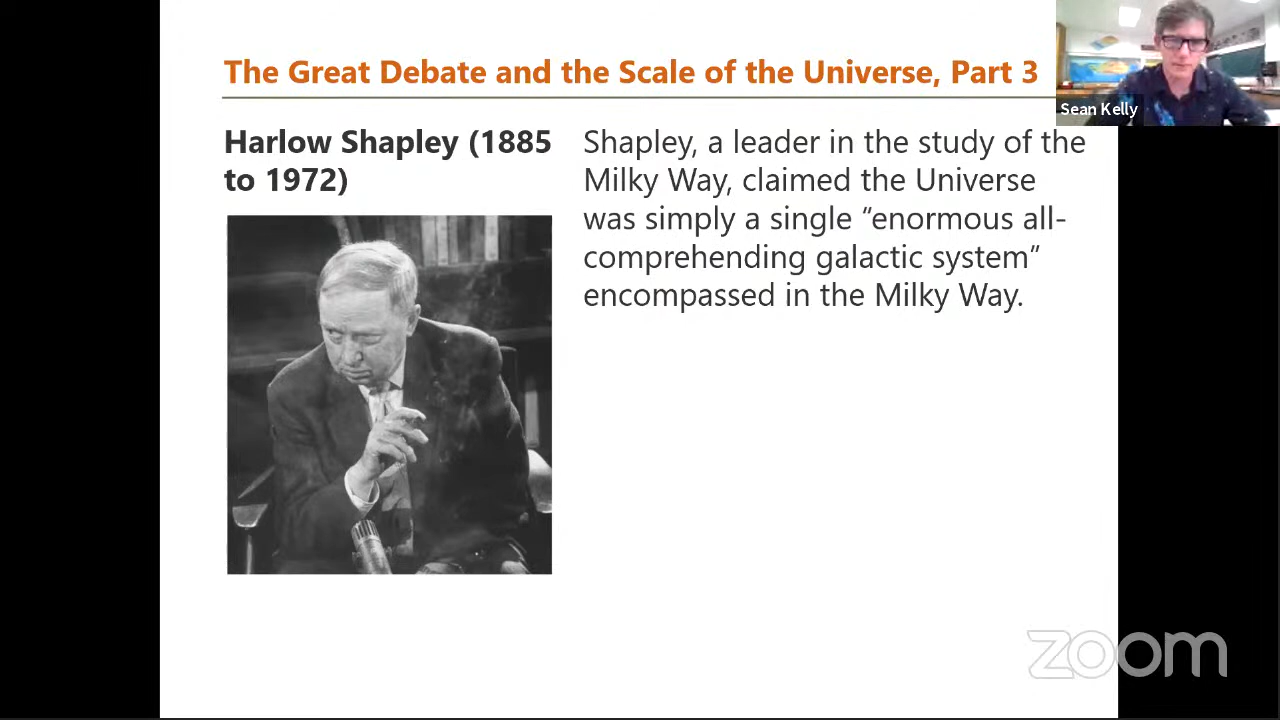 The Great Debate and the Scale of the Universe, Part 3
Sean Kelly
Harlow Shapley (1885
to 1972)
Shapley, a leader in the study of the
Milky Way, claimed the Universe
was simply a single “enormous all-
comprehending galactic system”
encompassed in the Milky Way.
zoom